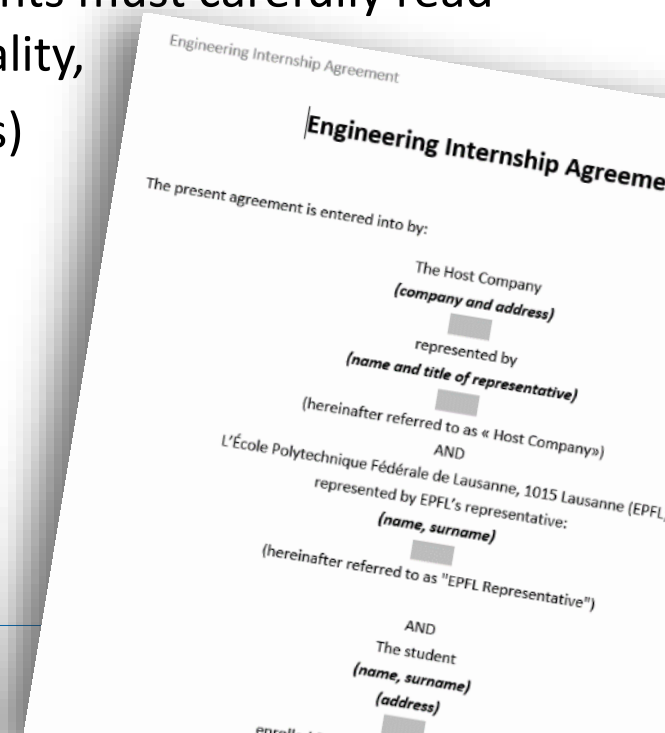 must carefully read
ality,
s)
Engineering Internship Agreement
Engineering Internship Agreeme
The present agreement is entered into by:
The Host Company
(company and address)
represented by
(name and title of representative)
(hereinafter referred to as « Host Company»)
AND
L'École Polytechnique Fédérale de Lausanne, 1015 Lausanne (EPFL,
represented by EPFL's representative:
(name, surname)
(hereinafter referred to as "EPFL Representative")
AND
The student
(name, surname)
(address)